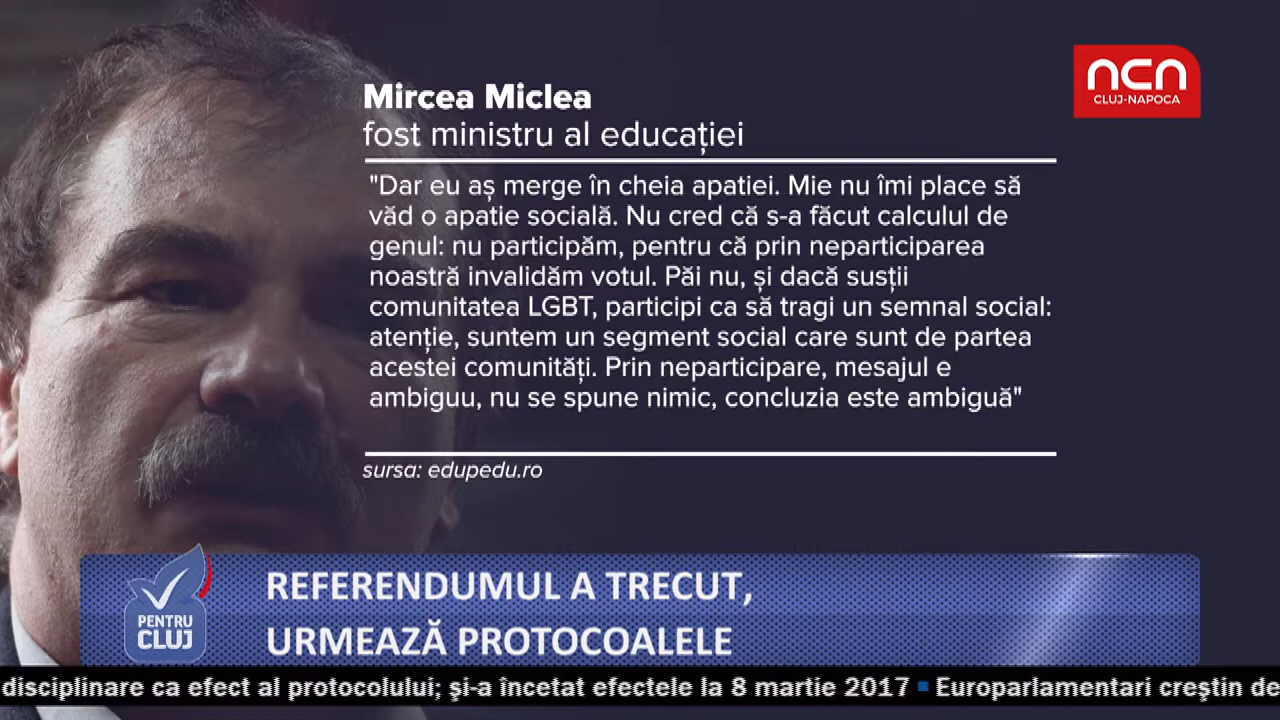 ncn
CLUJ-NAPOCA
Mircea Miclea
fost ministru al educației
"Dar eu aș merge în cheia apatiei. Mie nu îmi place să
văd o apatie socială. Nu cred că s-a făcut calculul de
genul: nu participăm, pentru că prin neparticiparea
noastră invalidăm votul. Păi nu, și dacă susții
comunitatea LGBT, participi ca să tragi un semnal social:
atenție, suntem un segment social care sunt de partea
acestei comunități. Prin neparticipare, mesajul e
ambiguu, nu se spune nimic, concluzia este ambiguă"
sursa: edupedu.ro
PENTRU
CLUJ
REFERENDUMUL A TRECUT,
URMEAZĂ PROTOCOALELE
disciplinare ca efect al protocolului; şi-a încetat efectele la 8 martie 2017 ▪ Europarlamentari creştin de